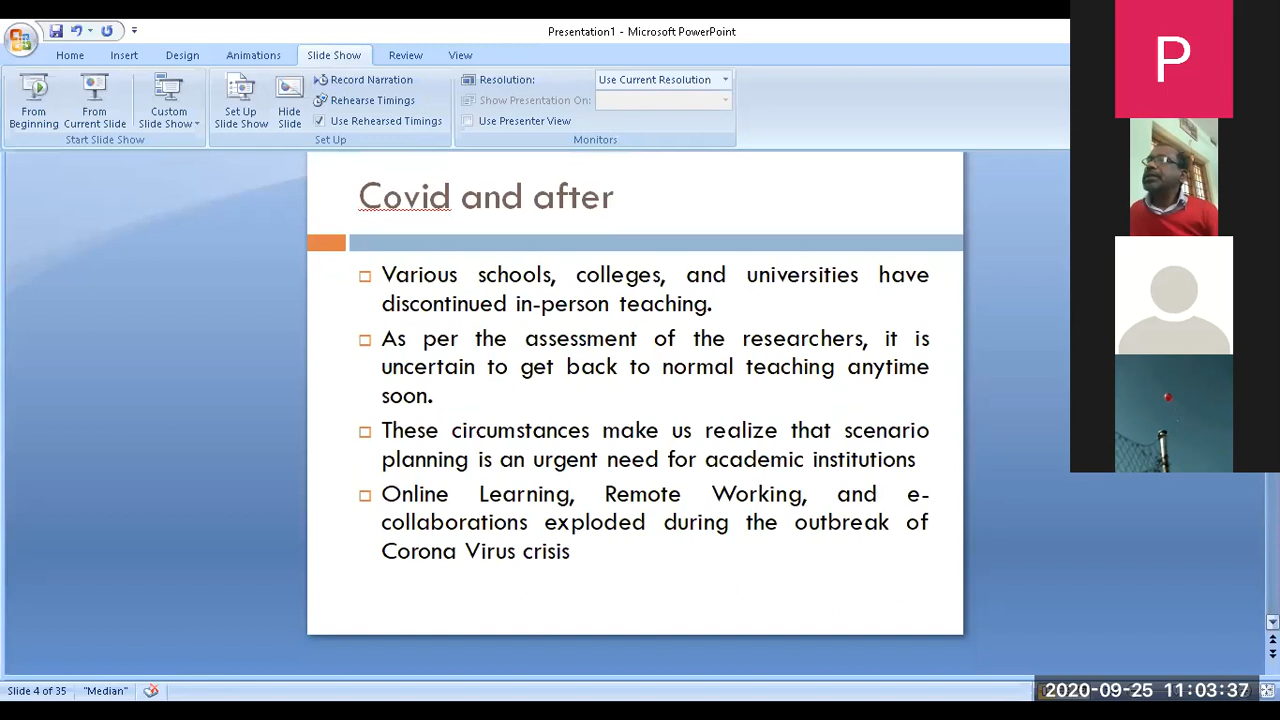 Presentation1 - Microsoft PowerPoint
Home Insert Design Animations Slide Show Review View
From Beginning
From Current Slide
Custom Slide Show
Start Slide Show
Set Up Slide Show
Hide Slide
Record Narration
Rehearse Timings
Use Rehearsed Timings
Set Up
Resolution: Use Current Resolution
Show Presentation On:
Use Presenter View
Monitors
P
Covid and after
Various schools, colleges, and universities have
discontinued in-person teaching.
As per the assessment of the researchers, it is
uncertain to get back to normal teaching anytime
soon.
These circumstances make us realize that scenario
planning is an urgent need for academic institutions
Online Learning, Remote Working, and e-
collaborations exploded during the outbreak of
Corona Virus crisis
Slide 4 of 35 "Median"
2020-09-25 11:03:37